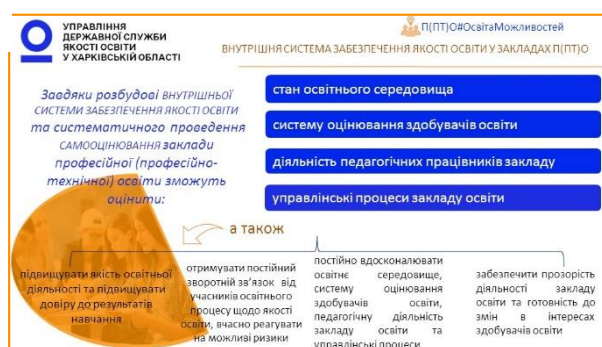 УПРАВЛІННЯ
ДЕРЖАВНОЇ СЛУЖБИ
ЯКОСТІ ОСВІТИ
У ХАРКІВСЬКІЙ ОБЛАСТІ
П(ПТ)О#ОсвітаМожливостей
ВНУТРІШНЯ СИСТЕМА ЗАБЕЗПЕЧЕННЯ ЯКОСТІ ОСВІТИ У ЗАКЛАДАХ П(ПТ)О
Завдяки розбудові ВНУТРІШНЬОЇ
СИСТЕМИ ЗАБЕЗПЕЧЕННЯ ЯКОСТІ ОСВІТИ
та систематичного проведення
САМООЦІНЮВАННЯ заклади
професійної (професійно-
технічної) освіти зможуть
оцінити:
стан освітнього середовища
систему оцінювання здобувачів освіти
діяльність педагогічних працівників закладу
управлінські процеси закладу освіти
а також
підвищувати якість освітньої
діяльності та підвищувати
довіру до результатів
навчання
отримувати постійний
зворотній зв’язок від
учасників освітнього
процесу щодо якості
освіти, вчасно реагувати
на можливі ризики
постійно вдосконалювати
освітнє середовище,
систему оцінювання
здобувачів освіти,
педагогічну діяльність
закладу освіти та
управлінські процеси
забезпечити прозорість
діяльності закладу
освіти та готовність до
змін в інтересах
здобувачів освіти